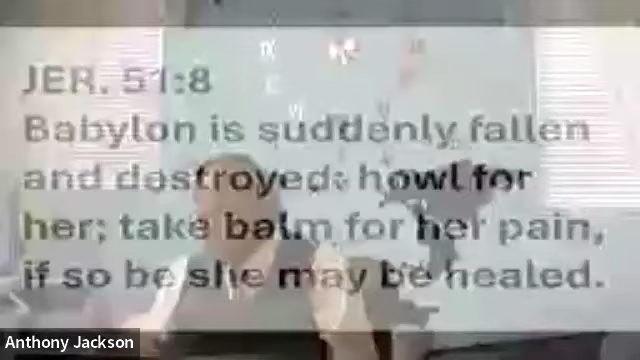 JER. 51:8
Babylon is suddenly fallen
and destroyed: howl for
her; take balm for her pain,
if so be she may be healed.
Anthony Jackson